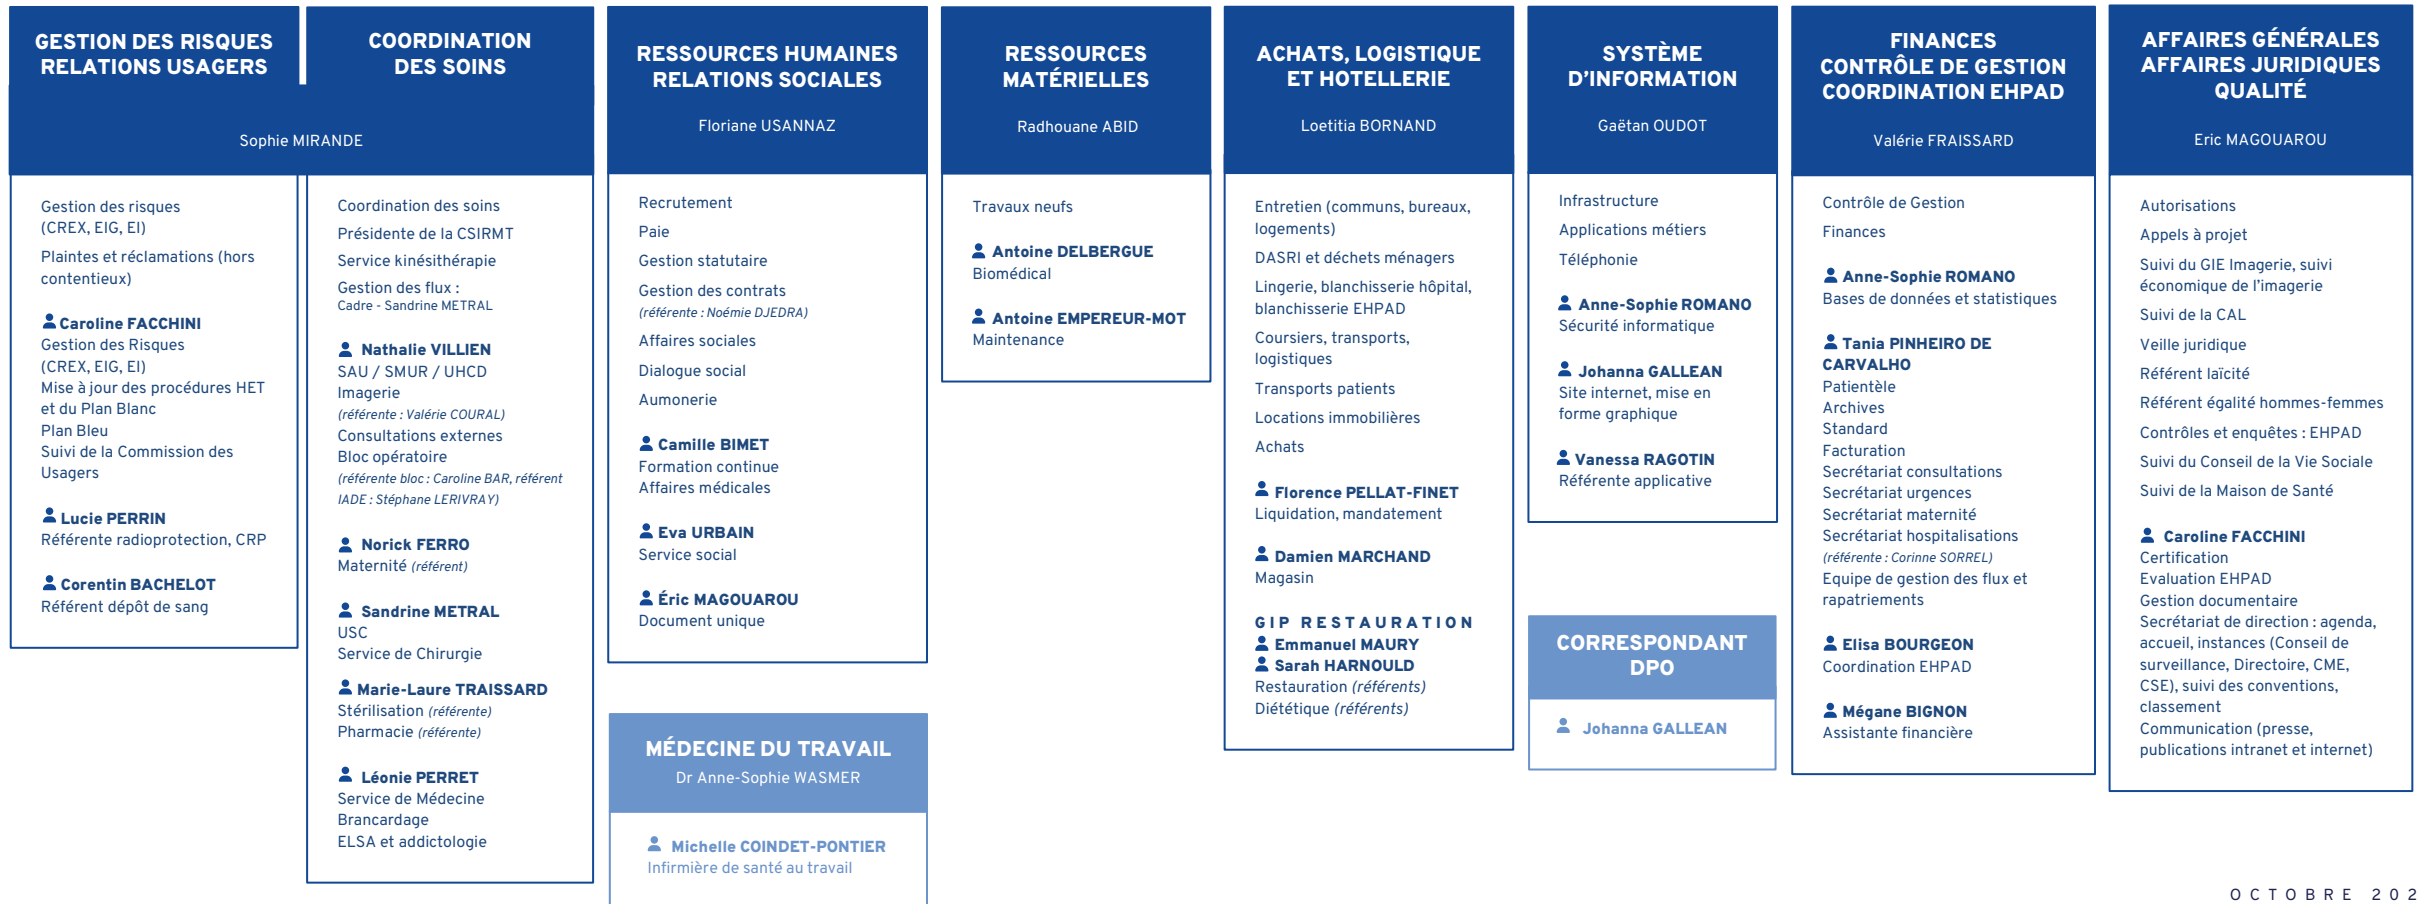 GESTION DES RISQUES
RELATIONS USAGERS
COORDINATION
DES SOINS
Sophie MIRANDE
Gestion des risques
(CREX, EIG, EI)
Plaintes et réclamations (hors
contentieux)
Caroline FACCHINI
Gestion des Risques
(CREX, EIG, EI)
Mise à jour des procédures HET
et du Plan Blanc
Plan Bleu
Suivi de la Commission des
Usagers
Lucie PERRIN
Référente radioprotection, CRP
Corentin BACHELOT
Référent dépôt de sang
Coordination des soins
Présidente de la CSIRMT
Service kinésithérapie
Gestion des flux :
Cadre - Sandrine METRAL
Nathalie VILLIEN
SAU / SMUR / UHCD
Imagerie
(référente : Valérie COURAL)
Consultations externes
Bloc opératoire
(référente bloc : Caroline BAR, référent
IADE : Stéphane LERIVRAY)
Norick FERRO
Maternité (référent)
Sandrine METRAL
USC
Service de Chirurgie
Marie-Laure TRAISSARD
Stérilisation (référente)
Pharmacie (référente)
Léonie PERRET
Service de Médecine
Brancardage
ELSA et addictologie
RESSOURCES HUMAINES
RELATIONS SOCIALES
Floriane USANNAZ
Recrutement
Paie
Gestion statutaire
Gestion des contrats
(référente : Noémie DJEDRA)
Affaires sociales
Dialogue social
Aumonerie
Camille BIMET
Formation continue
Affaires médicales
Eva URBAIN
Service social
Éric MAGOUAROU
Document unique
MÉDECINE DU TRAVAIL
Dr Anne-Sophie WASMER
Michelle COINDET-PONTIER
Infirmière de santé au travail
RESSOURCES
MATÉRIELLES
Radhouane ABID
Travaux neufs
Antoine DELBERGUE
Biomédical
Antoine EMPEREUR-MOT
Maintenance
ACHATS, LOGISTIQUE
ET HOTELLERIE
Loetitia BORNAND
Entretien (communs, bureaux,
logements)
DASRI et déchets ménagers
Lingerie, blanchisserie hôpital,
blanchisserie EHPAD
Coursiers, transports,
logistiques
Transports patients
Locations immobilières
Achats
Florence PELLAT-FINET
Liquidation, mandatement
Damien MARCHAND
Magasin
GIP RESTAURATION
Emmanuel MAURY
Sarah HARNOULD
Restauration (référents)
Diététique (référents)
SYSTÈME
D'INFORMATION
Gaëtan OUDOT
Infrastructure
Applications métiers
Téléphonie
Anne-Sophie ROMANO
Sécurité informatique
Johanna GALLEAN
Site internet, mise en
forme graphique
Vanessa RAGOTIN
Référente applicative
CORRESPONDANT
DPO
Johanna GALLEAN
FINANCES
CONTRÔLE DE GESTION
COORDINATION EHPAD
Valérie FRAISSARD
Contrôle de Gestion
Finances
Anne-Sophie ROMANO
Bases de données et statistiques
Tania PINHEIRO DE
CARVALHO
Patientèle
Archives
Standard
Facturation
Secrétariat consultations
Secrétariat urgences
Secrétariat maternité
Secrétariat hospitalisations
(référente : Corinne SORREL)
Equipe de gestion des flux et
rapatriements
Elisa BOURGEON
Coordination EHPAD
Mégane BIGNON
Assistante financière
AFFAIRES GÉNÉRALES
AFFAIRES JURIDIQUES
QUALITÉ
Eric MAGOUAROU
Autorisations
Appels à projet
Suivi du GIE Imagerie, suivi
économique de l'imagerie
Suivi de la CAL
Veille juridique
Référent laïcité
Référent égalité hommes-femmes
Contrôles et enquêtes : EHPAD
Suivi du Conseil de la Vie Sociale
Suivi de la Maison de Santé
Caroline FACCHINI
Certification
Evaluation EHPAD
Gestion documentaire
Secrétariat de direction : agenda,
accueil, instances (Conseil de
surveillance, Directoire, CME,
CSE), suivi des conventions,
classement
Communication (presse,
publications intranet et internet)
OCTOBRE 202